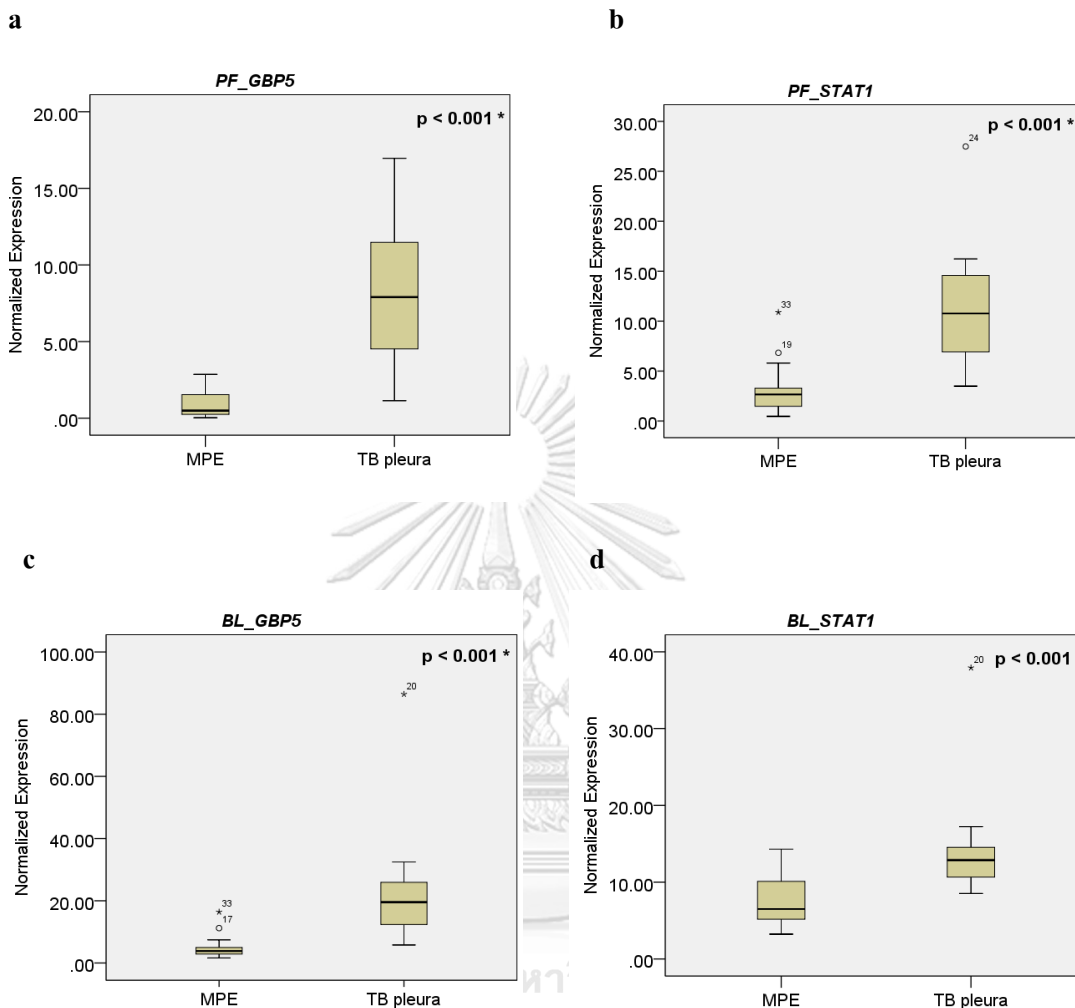 a
PF_GBP5
p < 0.001 *
Normalized Expression
20.00
15.00
10.00
5.00
.00
MPE
TB pleura
b
PF_STAT1
p < 0.001 *
Normalized Expression
30.00
25.00
20.00
15.00
10.00
5.00
.00
24
33
19
MPE
TB pleura
c
BL_GBP5
p < 0.001 *
Normalized Expression
100.00
80.00
60.00
40.00
20.00
.00
20
33
17
MPE
TB pleura
d
BL_STAT1
p < 0.001
Normalized Expression
40.00
30.00
20.00
10.00
.00
20
MPE
TB pleura